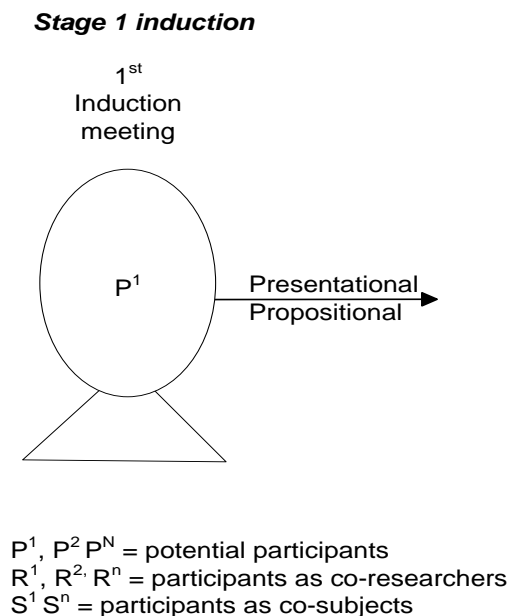 Stage 1 induction
1st
Induction
meeting
P1
Presentational
Propositional
P1, P2 PN = potential participants
R1, R2, Rn = participants as co-researchers
S1 Sn = participants as co-subjects